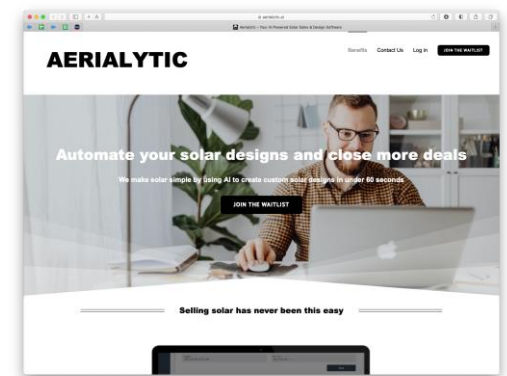 Aerialytic - Your AI Powered Solar Sales & Design Software
AERIALYTIC
Benefits
Contact Us
Log in
JOIN THE WAITLIST
Automate your solar designs and close more deals
We make solar simple by using AI to create custom solar designs in under 60 seconds
JOIN THE WAITLIST
Selling solar has never been this easy